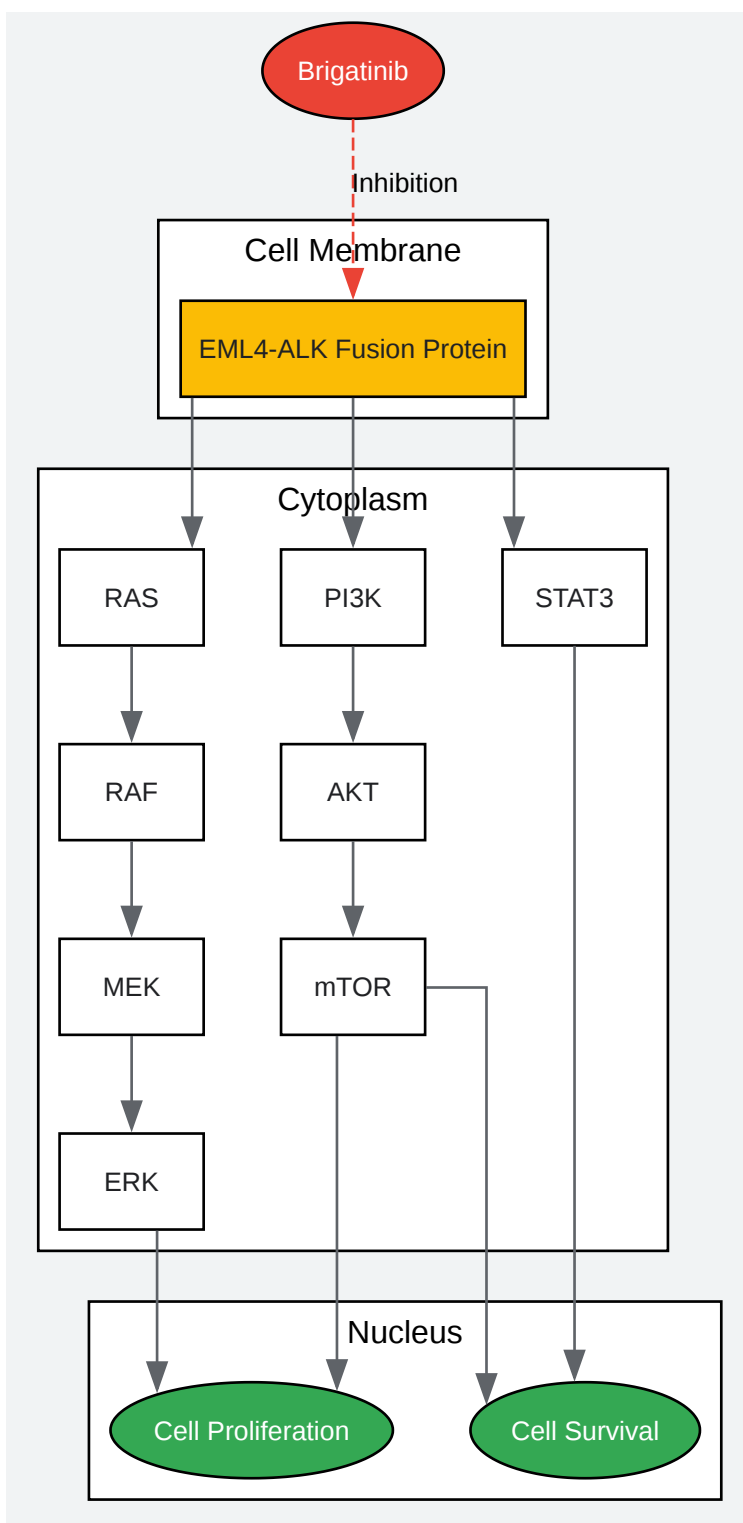 Brigatinib
Inhibition
Cell Membrane
EML4-ALK Fusion Protein
Cytoplasm
RAS
PI3K
STAT3
RAF
AKT
MEK
mTOR
ERK
Nucleus
Cell Proliferation
Cell Survival